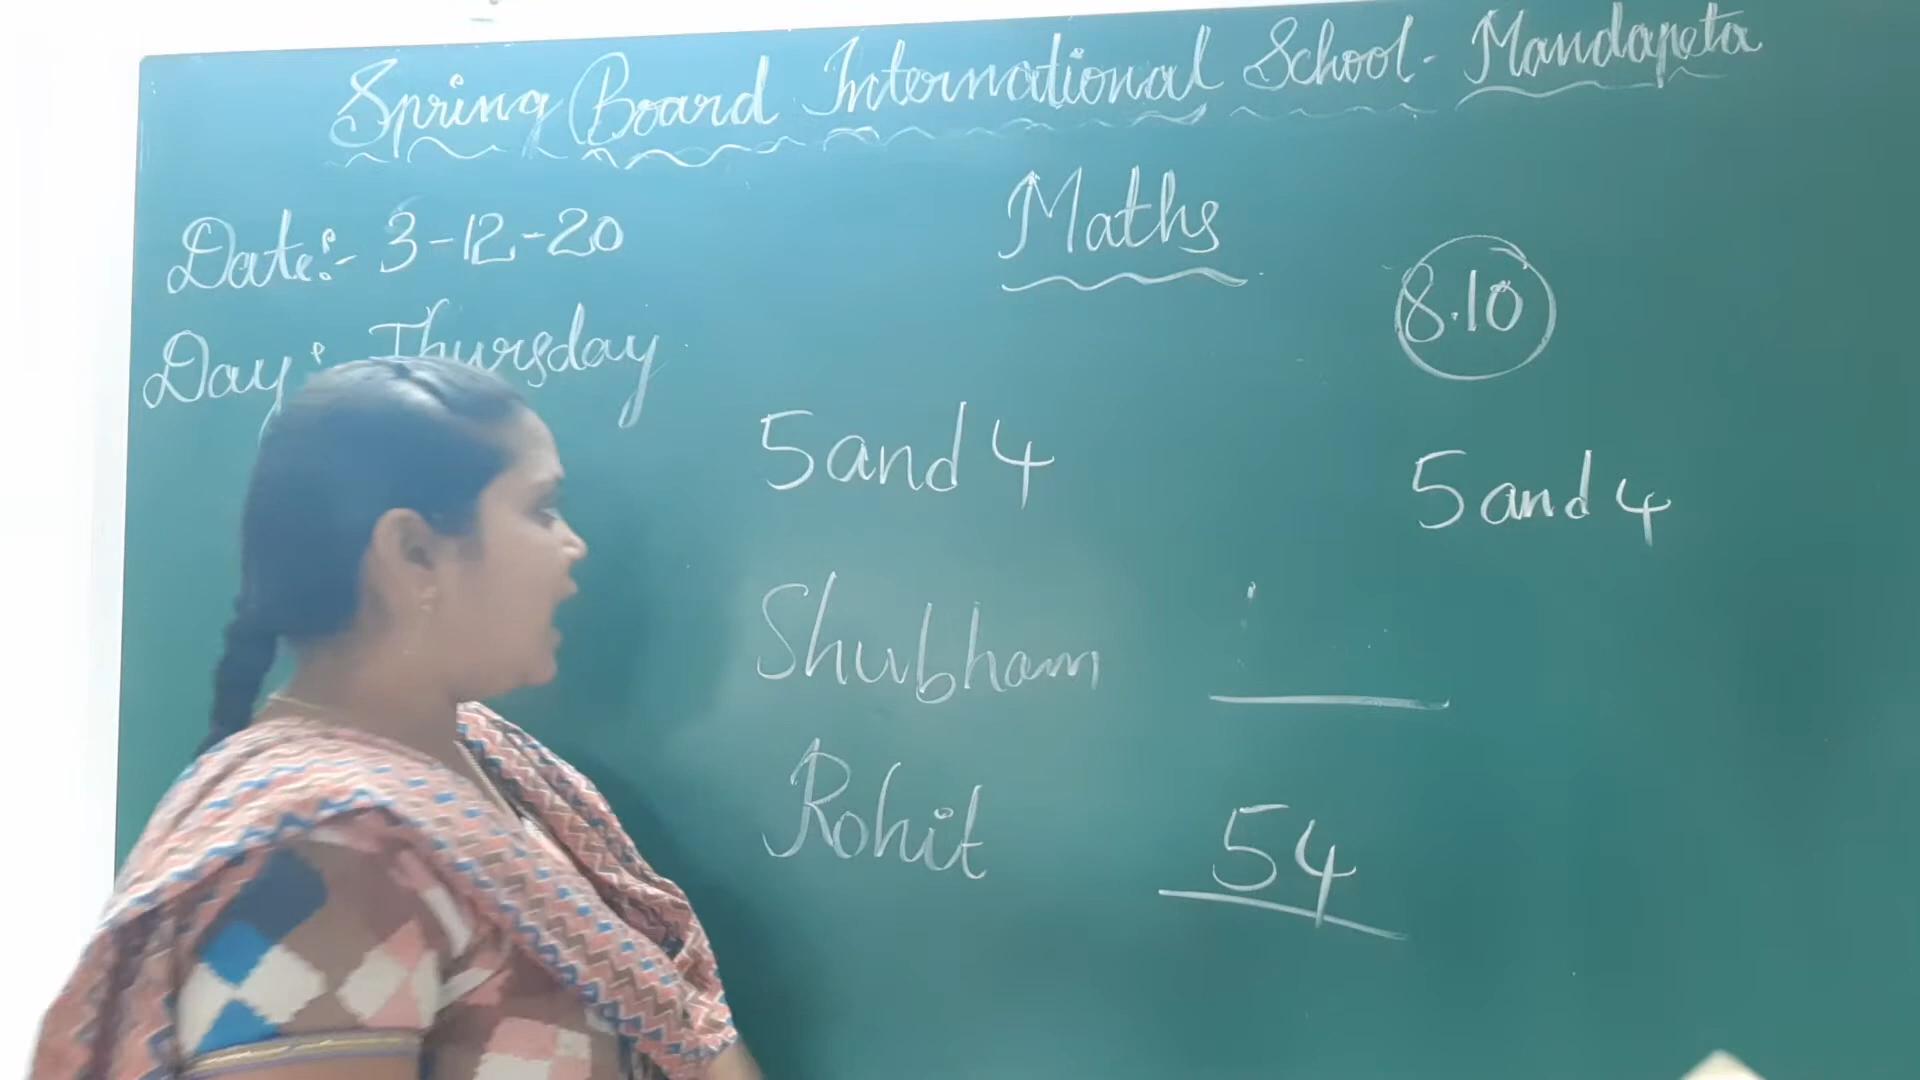 Spring Board International School - Mandapeta
Maths
Date:- 3-12-20
8.10
Day: Thursday
5 and 4
5 and 4
Shubham
Rohit 54